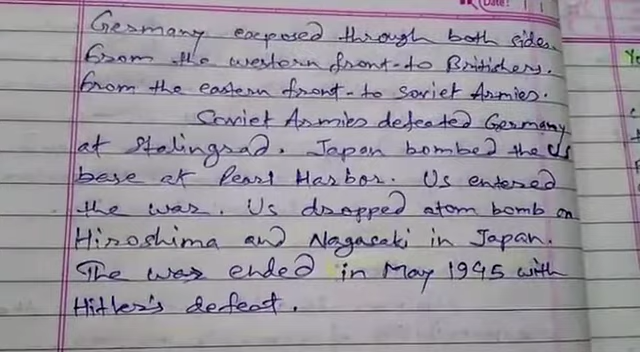 Date:
Germany exposed through both sides.
from the western front-to Britishers.
from the eastern front-to Soviet Armies.
Soviet Armies defeated Germany
at Stalingrad. Japan bombed the US
base at Pearl Harbor. US entered
the war. Us dropped atom bomb on
Hiroshima and Nagasaki in Japan.
The war ended in May 1945 with
Hitler's defeat.